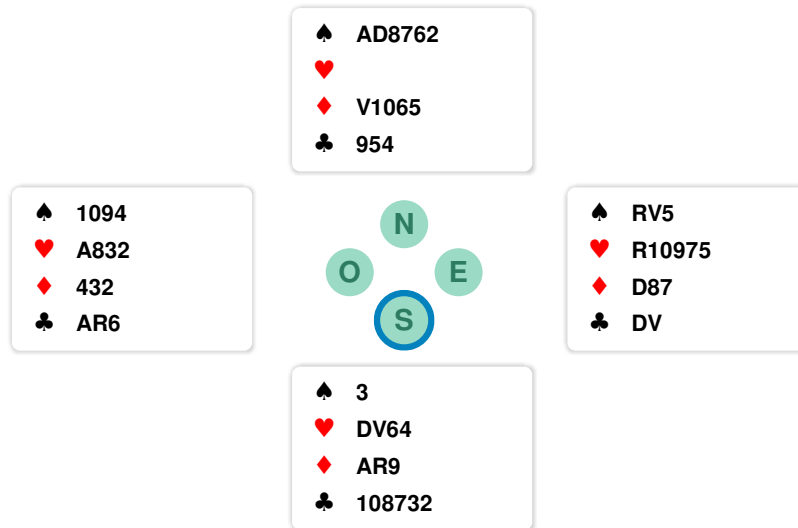 ♠ AD8762
♥
♦ V1065
♣ 954
♠ 1094
♥ A832
♦ 432
♣ AR6
N
O E
S
♠ RV5
♥ R10975
♦ D87
♣ DV
♠ 3
♥ DV64
♦ AR9
♣ 108732